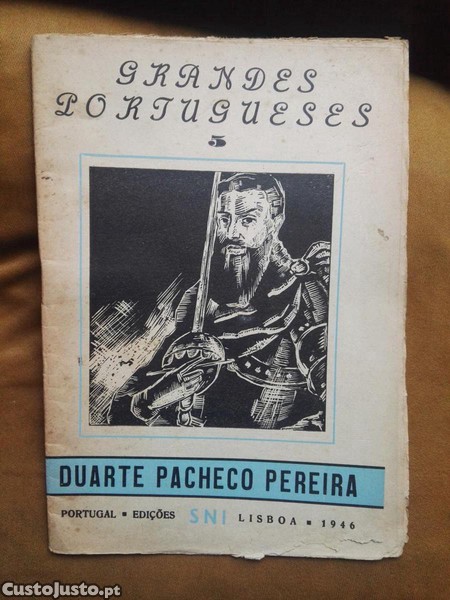 GRANDES
PORTUGUESES
5
DUARTE PACHECO PEREIRA
PORTUGAL ▪ EDIÇÕES SNI LISBOA ▪ 1946
CustoJusto.pt